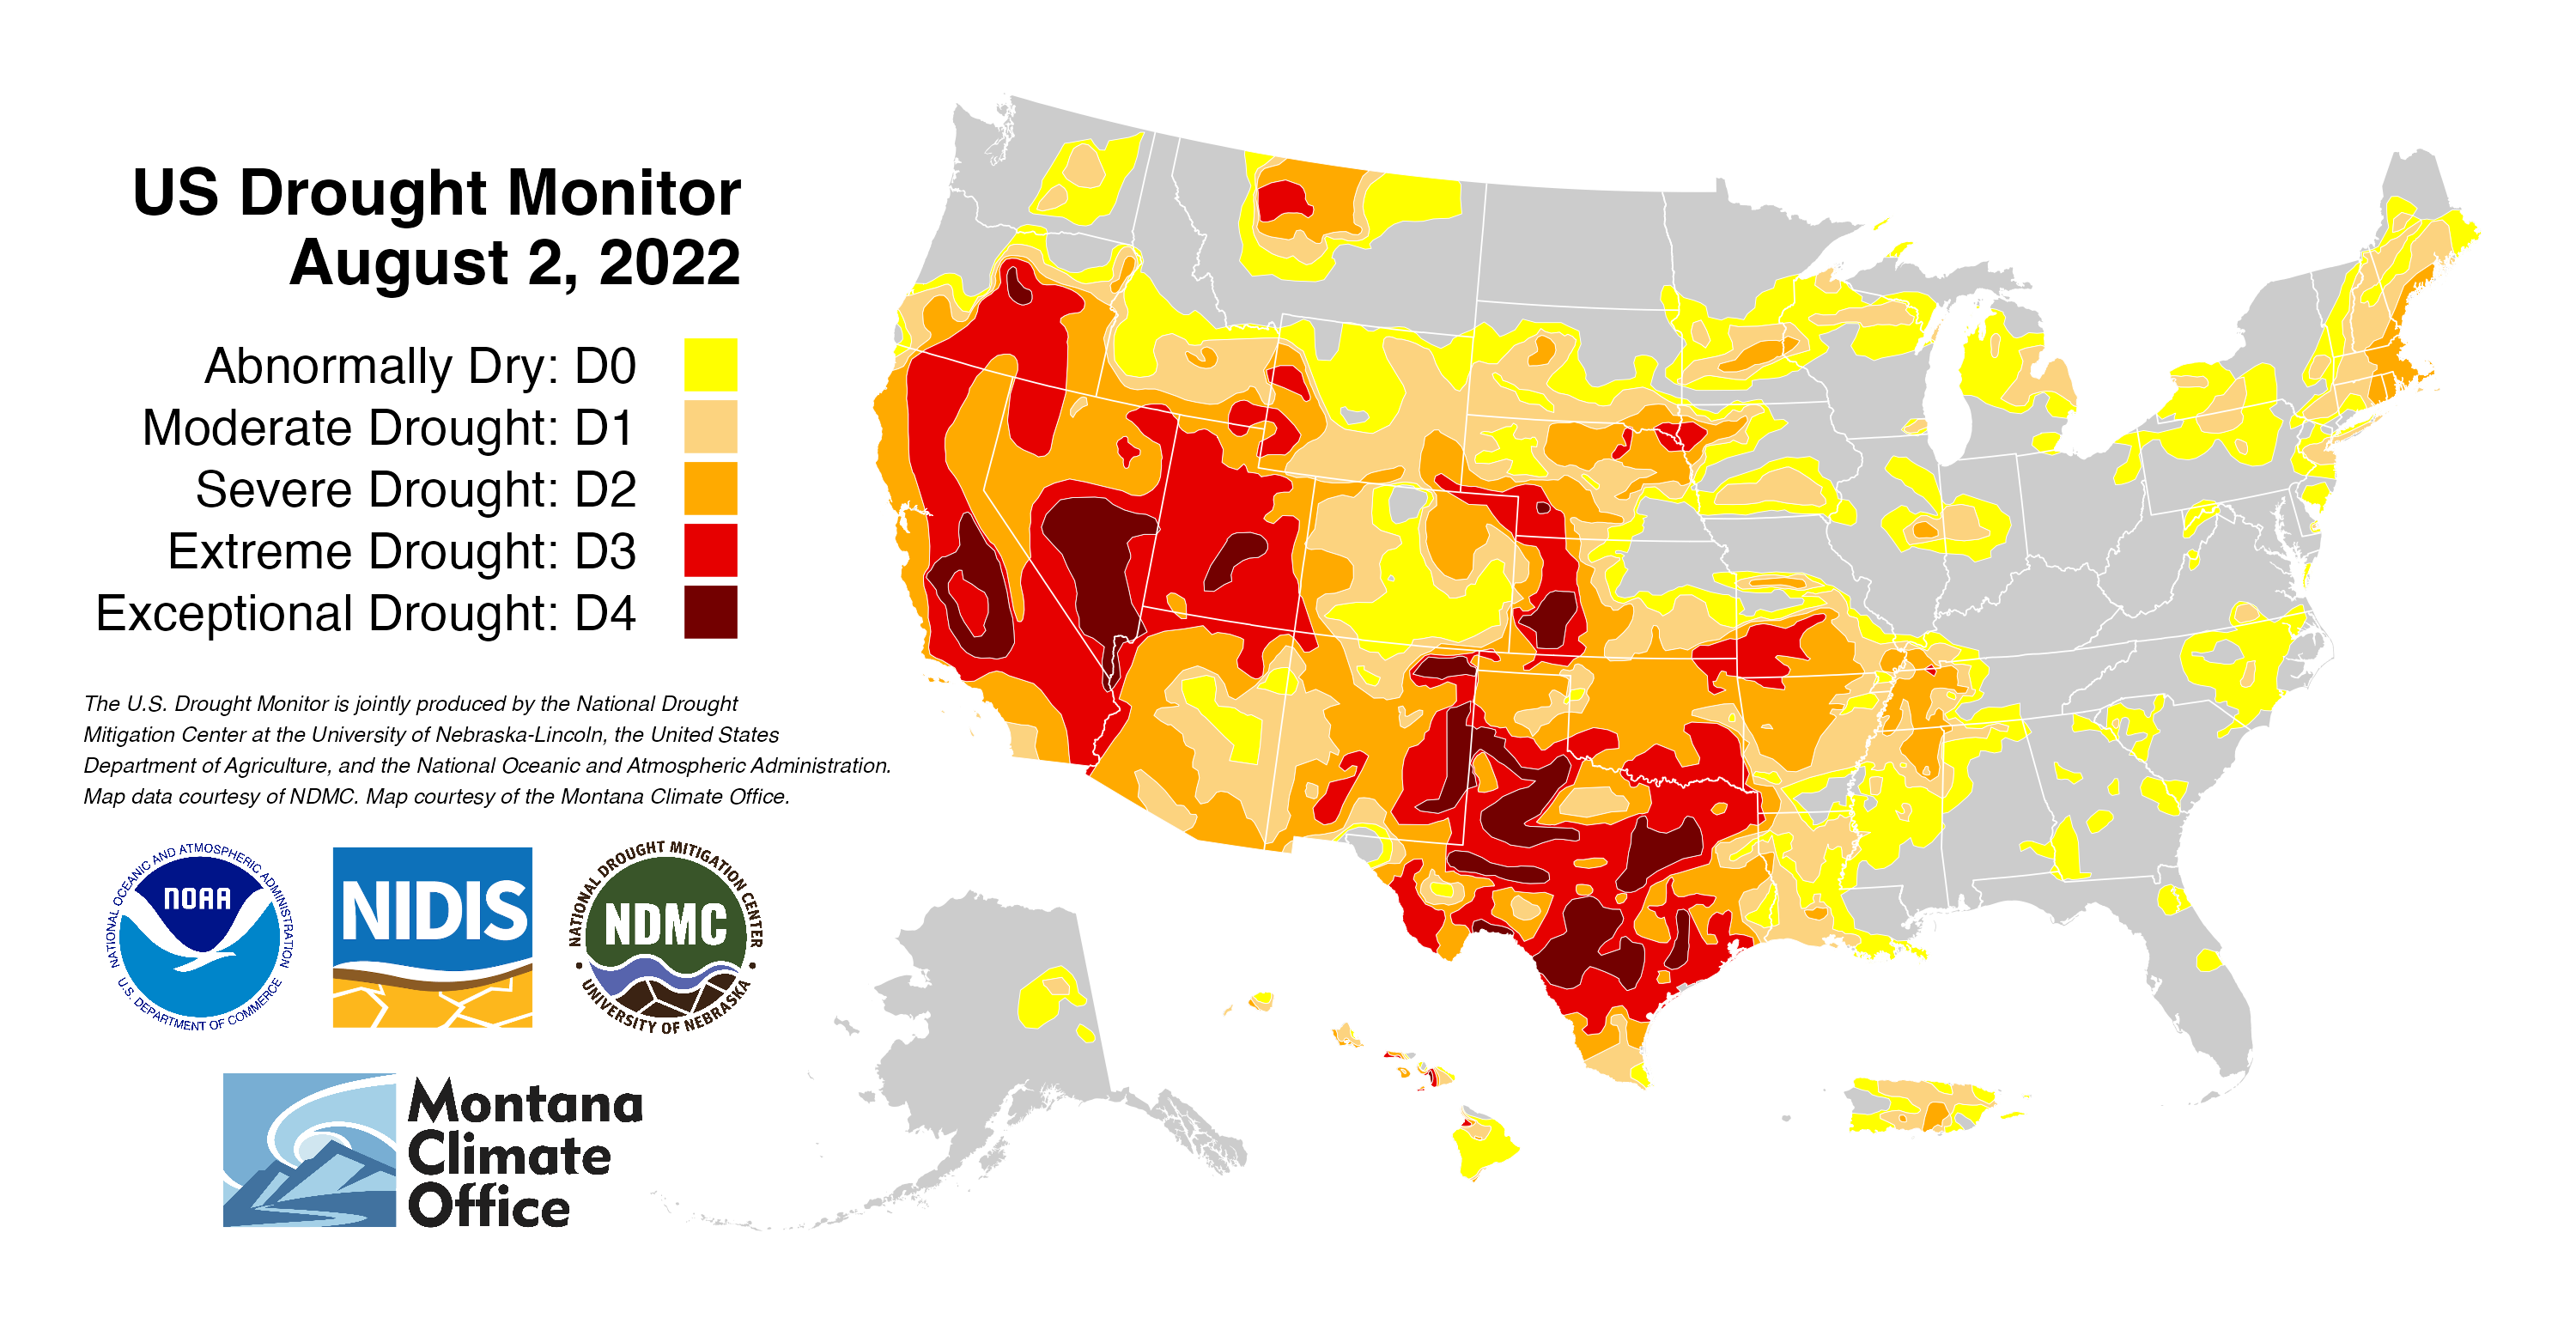 US Drought Monitor
August 2, 2022
Abnormally Dry: D0
Moderate Drought: D1
Severe Drought: D2
Extreme Drought: D3
Exceptional Drought: D4
The U.S. Drought Monitor is jointly produced by the National Drought
Mitigation Center at the University of Nebraska-Lincoln, the United States
Department of Agriculture, and the National Oceanic and Atmospheric Administration.
Map data courtesy of NDMC. Map courtesy of the Montana Climate Office.
NATIONAL OCEANIC AND ATMOSPHERIC ADMINISTRATION
NOAA
U.S. DEPARTMENT OF COMMERCE
NIDIS
NATIONAL DROUGHT MITIGATION CENTER
NDMC
UNIVERSITY OF NEBRASKA
Montana
Climate
Office